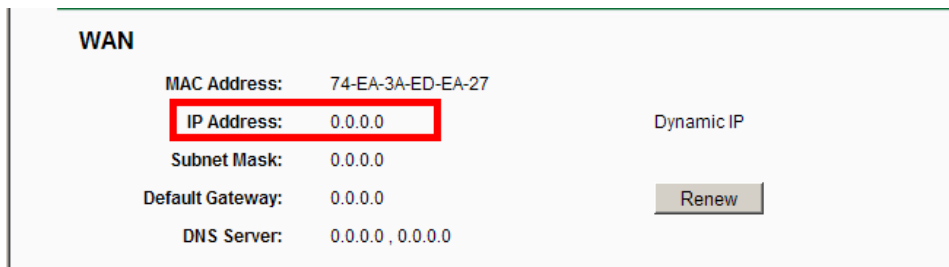 WAN
MAC Address: 74-EA-3A-ED-EA-27
IP Address: 0.0.0.0 Dynamic IP
Subnet Mask: 0.0.0.0
Default Gateway: 0.0.0.0 Renew
DNS Server: 0.0.0.0 , 0.0.0.0